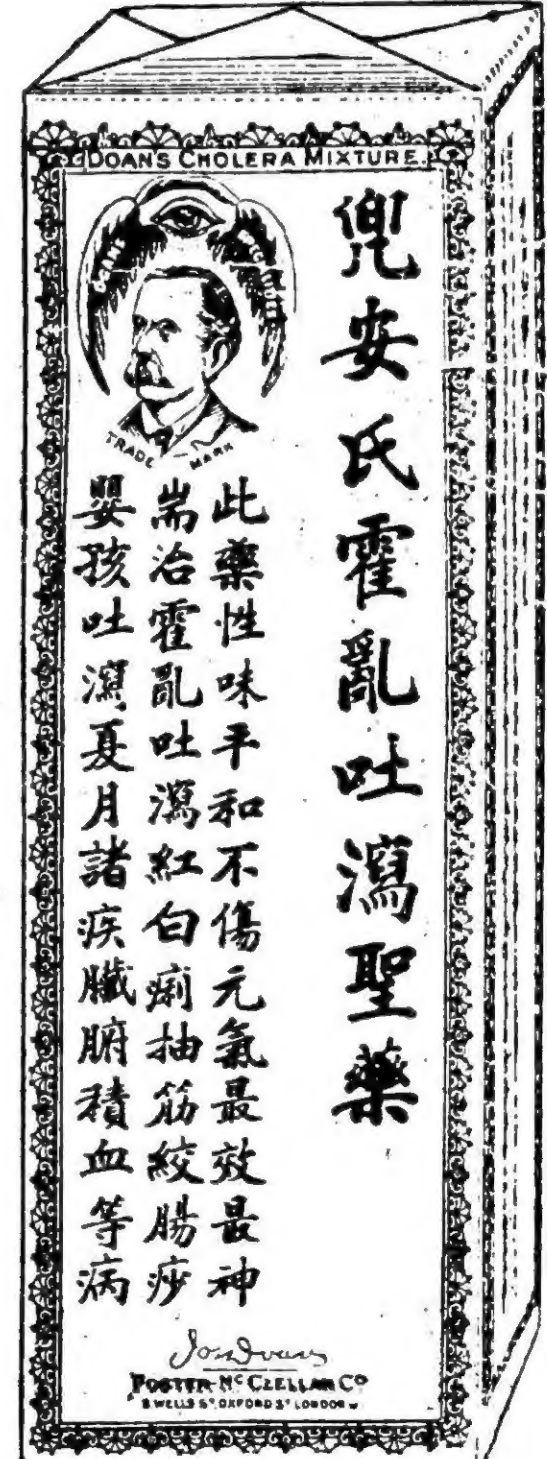 DOAN'S CHOLERA MIXTURE.
DOANS
TRADE MARK
兜安氏霍亂吐瀉聖藥
此藥性味平和不傷元氣最效最神
耑治霍亂吐瀉紅白痢抽筋絞腸痧
嬰孩吐瀉夏月諸疾臟腑積血等病
FOSTER-McCLELLAN CO
8 WELLS ST OXFORD ST LONDON W